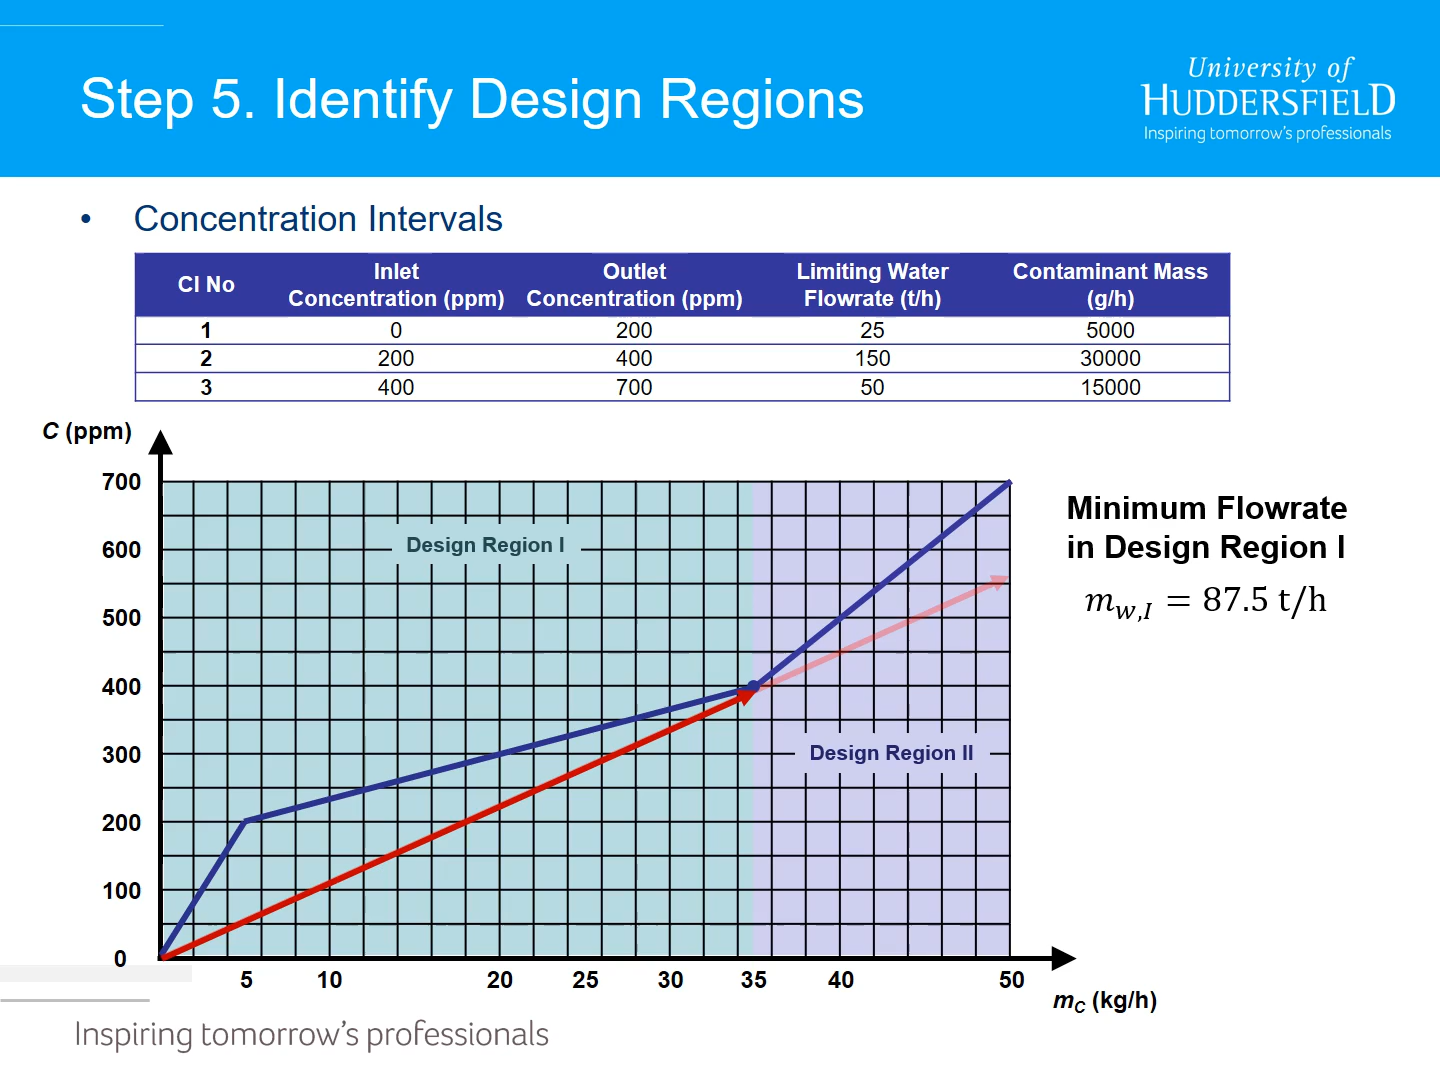 Step 5. Identify Design Regions
University of
HUDDERSFIELD
Inspiring tomorrow's professionals
• Concentration Intervals
CI No Inlet Concentration (ppm) Outlet Concentration (ppm) Limiting Water Flowrate (t/h) Contaminant Mass (g/h)
1 0 200 25 5000
2 200 400 150 30000
3 400 700 50 15000
C (ppm)
700
600
500
400
300
200
100
0
Design Region I
Design Region II
5 10 20 25 30 35 40 50
m_C (kg/h)
Minimum Flowrate
in Design Region I
m_{w,I} = 87.5 t/h
Inspiring tomorrow's professionals